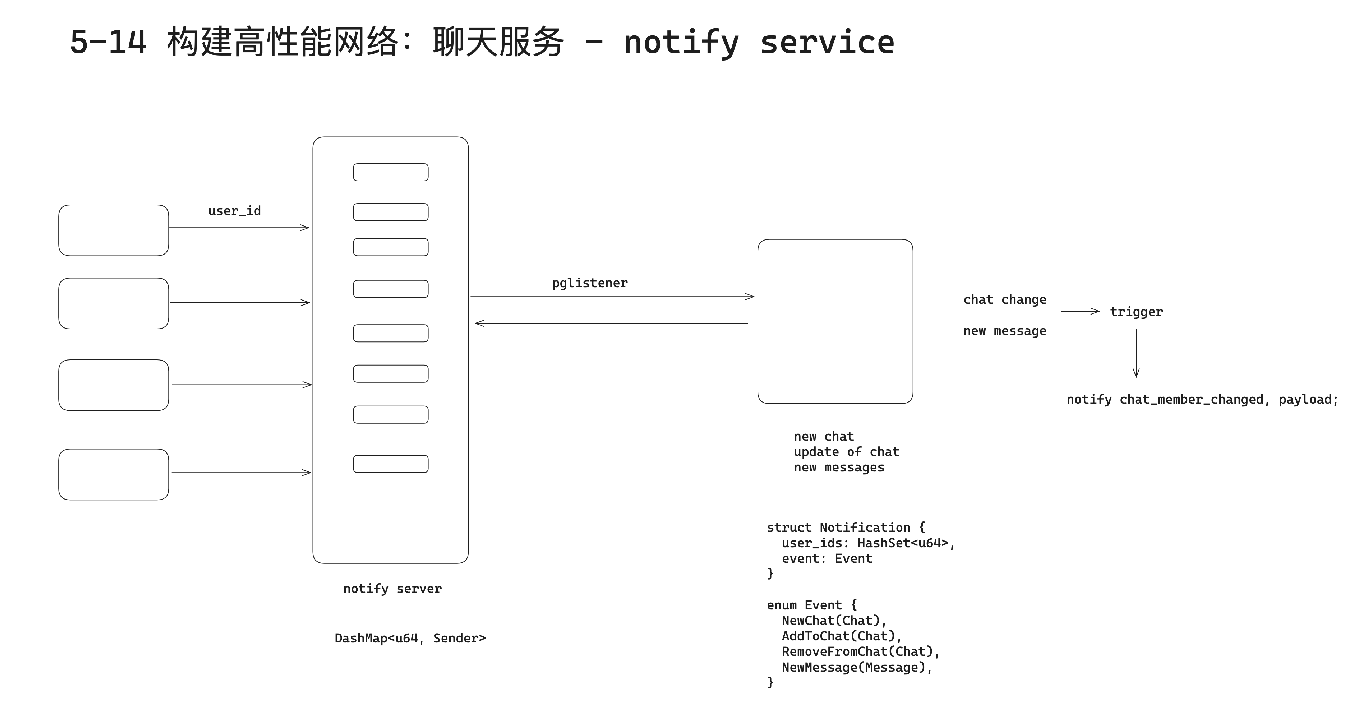 5-14 构建高性能网络：聊天服务 - notify service
user_id
pglistener
chat change
trigger
new message
notify chat_member_changed, payload;
new chat
update of chat
new messages
struct Notification {
user_ids: HashSet<u64>,
event: Event
}
notify server
enum Event {
NewChat(Chat),
AddToChat(Chat),
RemoveFromChat(Chat),
NewMessage(Message),
}
DashMap<u64, Sender>